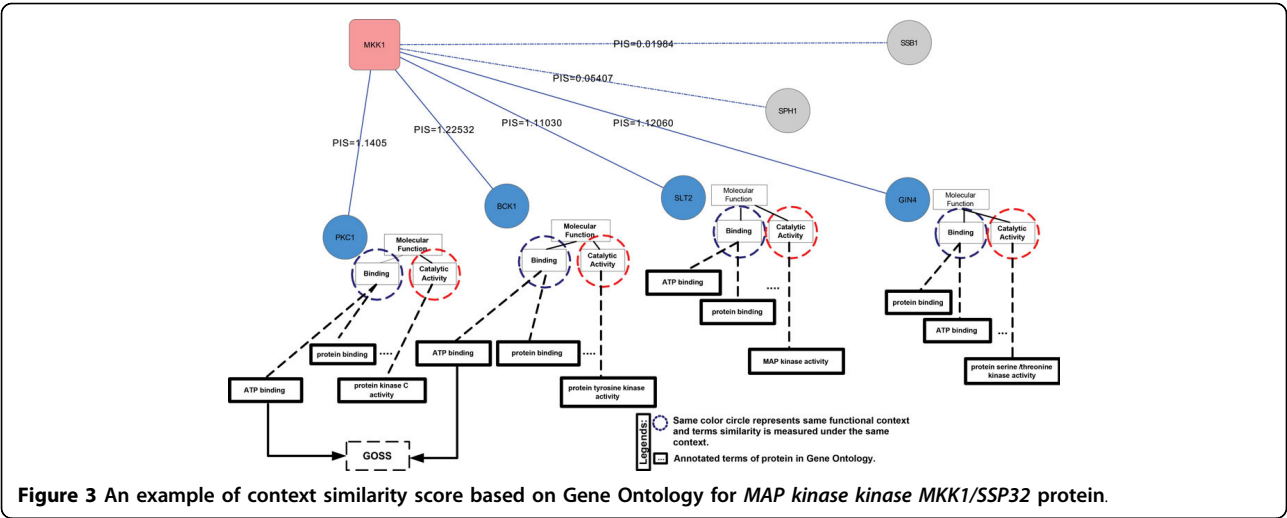 MKK1
PIS=0.01984
SSB1
PIS=0.05407
SPH1
PIS=1.11030
PIS=1.12060
PIS=1.22532
PIS=1.1405
PKC1
BCK1
SLT2
GIN4
Molecular
Function
Binding
Catalytic
Activity
ATP binding
protein binding
....
protein kinase C
activity
Molecular
Function
Binding
Catalytic
Activity
ATP binding
protein binding
....
protein tyrosine kinase
activity
Molecular
Function
Binding
Catalytic
Activity
ATP binding
protein binding
....
MAP kinase activity
Molecular
Function
Binding
Catalytic
Activity
protein binding
ATP binding
...
protein serine /threonine
kinase activity
GOSS
Legends:
Same color circle represents same functional context
and terms similarity is measured under the same
context.
... Annotated terms of protein in Gene Ontology.
Figure 3 An example of context similarity score based on Gene Ontology for MAP kinase kinase MKK1/SSP32 protein.